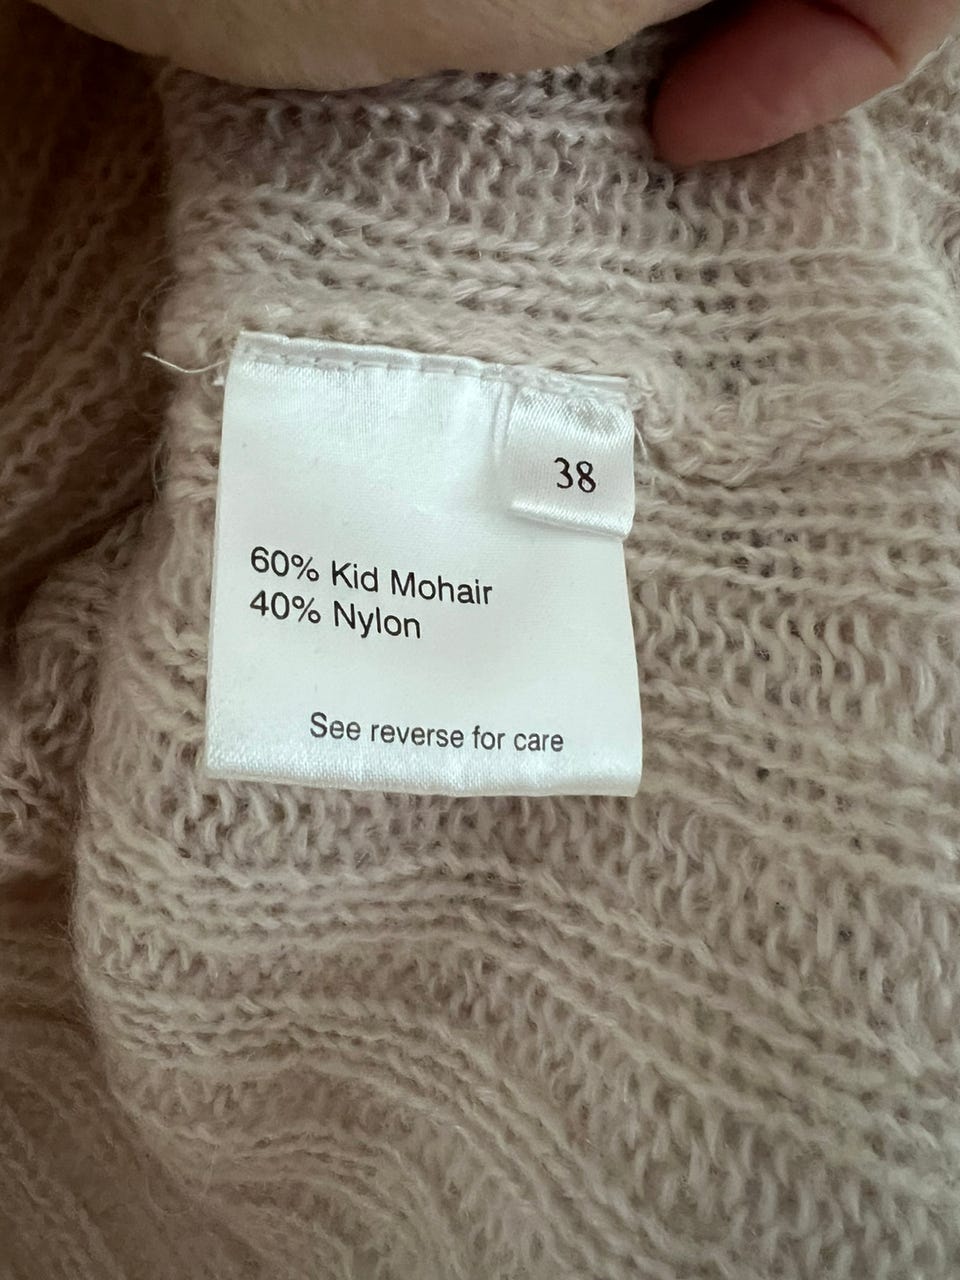 38
60% Kid Mohair
40% Nylon
See reverse for care